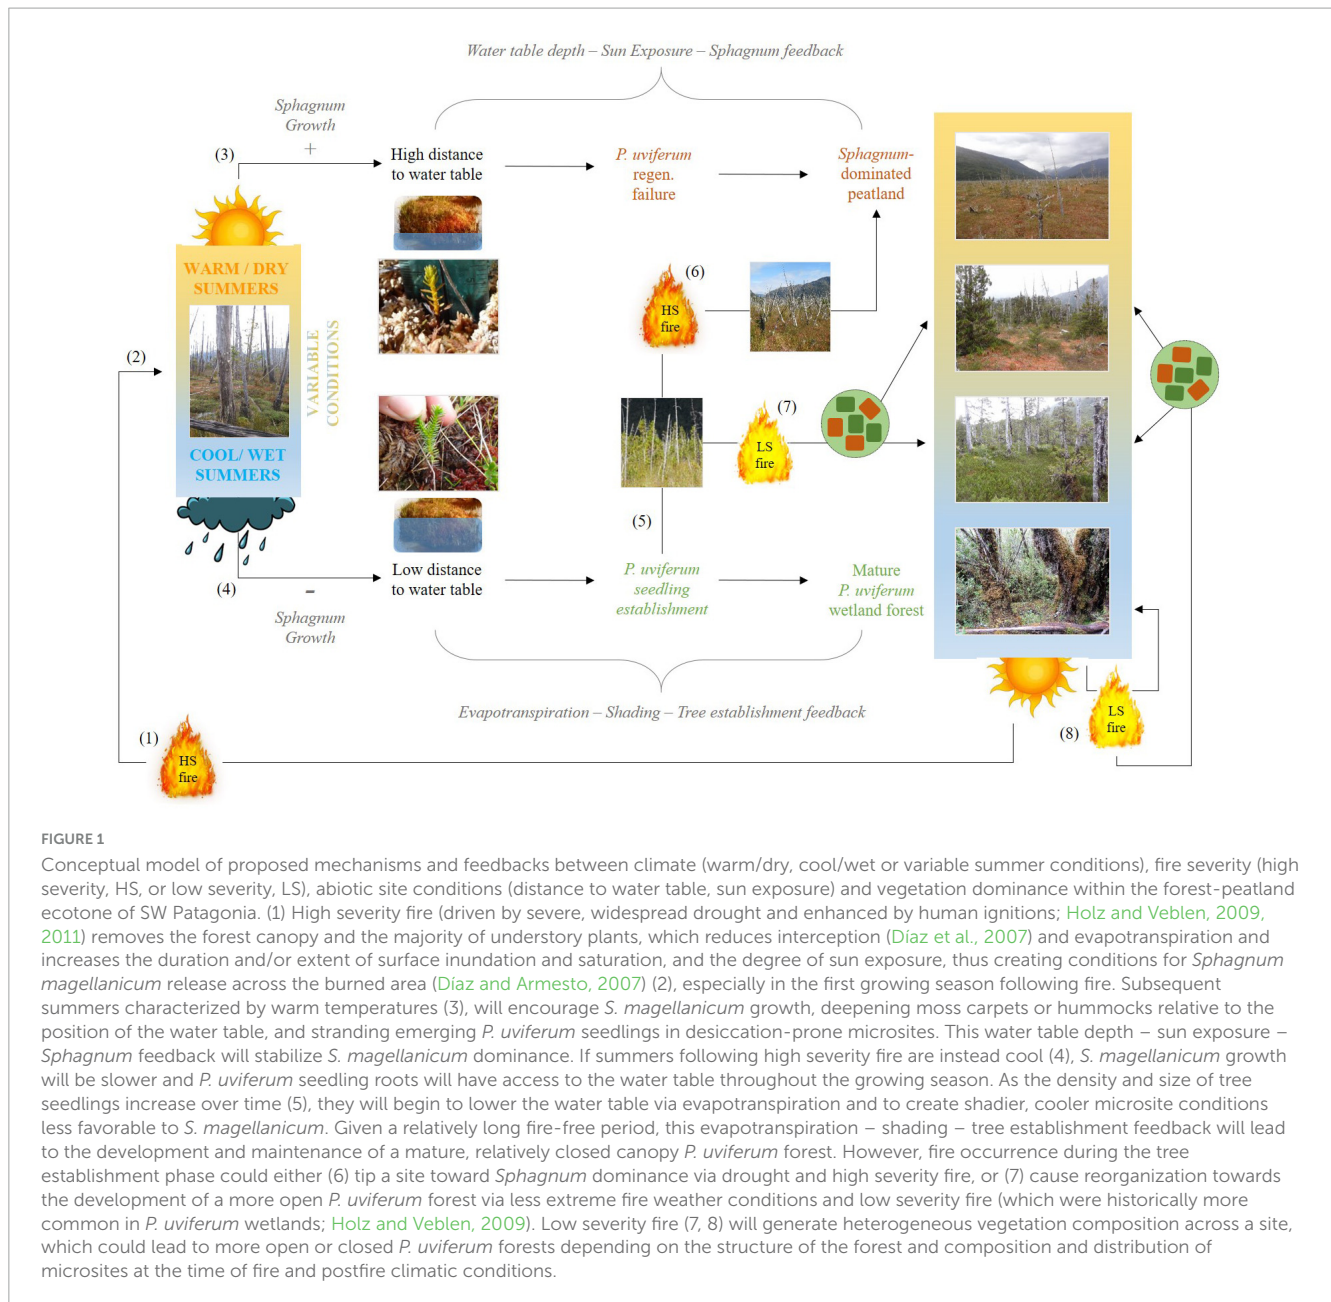 Water table depth – Sun Exposure – Sphagnum feedback
Sphagnum
Growth
+
(3)
High distance
to water table
P. uviferum
regen.
failure
Sphagnum-
dominated
peatland
WARM / DRY
SUMMERS
VARIABLE
CONDITIONS
COOL/ WET
SUMMERS
(2)
(6)
HS
fire
(7)
LS
fire
(5)
(4)
-
Sphagnum
Growth
Low distance
to water table
P. uviferum
seedling
establishment
Mature
P. uviferum
wetland forest
Evapotranspiration – Shading – Tree establishment feedback
(1)
HS
fire
(8)
LS
fire
FIGURE 1
Conceptual model of proposed mechanisms and feedbacks between climate (warm/dry, cool/wet or variable summer conditions), fire severity (high
severity, HS, or low severity, LS), abiotic site conditions (distance to water table, sun exposure) and vegetation dominance within the forest-peatland
ecotone of SW Patagonia. (1) High severity fire (driven by severe, widespread drought and enhanced by human ignitions; Holz and Veblen, 2009,
2011) removes the forest canopy and the majority of understory plants, which reduces interception (Díaz et al., 2007) and evapotranspiration and
increases the duration and/or extent of surface inundation and saturation, and the degree of sun exposure, thus creating conditions for Sphagnum
magellanicum release across the burned area (Díaz and Armesto, 2007) (2), especially in the first growing season following fire. Subsequent
summers characterized by warm temperatures (3), will encourage S. magellanicum growth, deepening moss carpets or hummocks relative to the
position of the water table, and stranding emerging P. uviferum seedlings in desiccation-prone microsites. This water table depth – sun exposure –
Sphagnum feedback will stabilize S. magellanicum dominance. If summers following high severity fire are instead cool (4), S. magellanicum growth
will be slower and P. uviferum seedling roots will have access to the water table throughout the growing season. As the density and size of tree
seedlings increase over time (5), they will begin to lower the water table via evapotranspiration and to create shadier, cooler microsite conditions
less favorable to S. magellanicum. Given a relatively long fire-free period, this evapotranspiration – shading – tree establishment feedback will lead
to the development and maintenance of a mature, relatively closed canopy P. uviferum forest. However, fire occurrence during the tree
establishment phase could either (6) tip a site toward Sphagnum dominance via drought and high severity fire, or (7) cause reorganization towards
the development of a more open P. uviferum forest via less extreme fire weather conditions and low severity fire (which were historically more
common in P. uviferum wetlands; Holz and Veblen, 2009). Low severity fire (7, 8) will generate heterogeneous vegetation composition across a site,
which could lead to more open or closed P. uviferum forests depending on the structure of the forest and composition and distribution of
microsites at the time of fire and postfire climatic conditions.